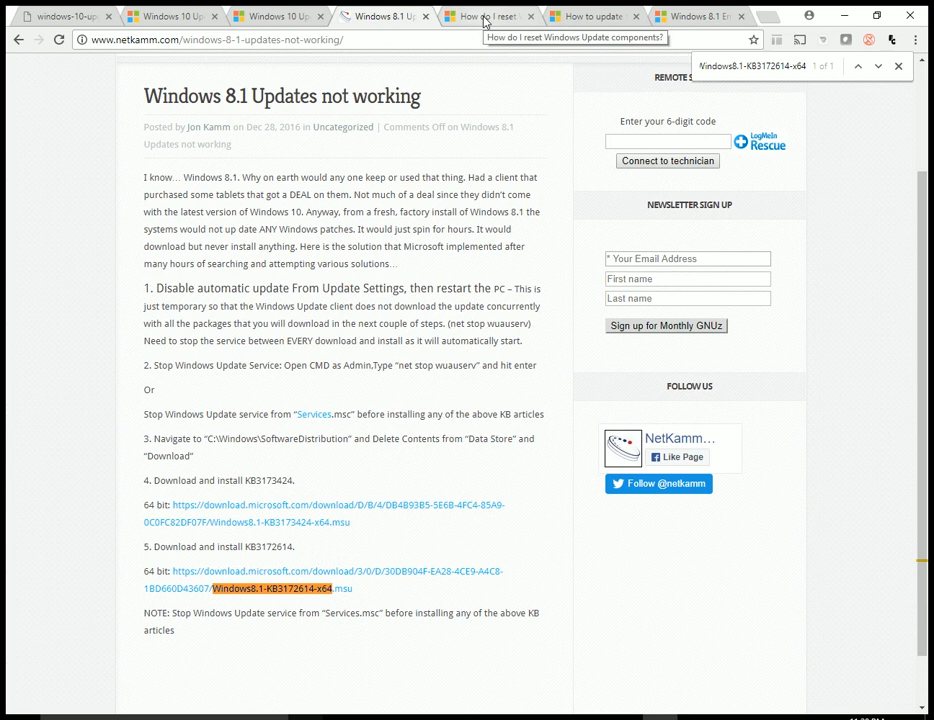 windows-10-up
Windows 10 Up
Windows 10 Up
Windows 8.1 Up
How do I reset
How to update
Windows 8.1 En
How do I reset Windows Update components?
www.netkamm.com/windows-8-1-updates-not-working/
Windows8.1-KB3172614-x64 1 of 1
Windows 8.1 Updates not working
Posted by Jon Kamm on Dec 28, 2016 in Uncategorized | Comments Off on Windows 8.1
Updates not working
I know… Windows 8.1. Why on earth would any one keep or used that thing. Had a client that
purchased some tablets that got a DEAL on them. Not much of a deal since they didn't come
with the latest version of Windows 10. Anyway, from a fresh, factory install of Windows 8.1 the
systems would not up date ANY Windows patches. It would just spin for hours. It would
download but never install anything. Here is the solution that Microsoft implemented after
many hours of searching and attempting various solutions…
1. Disable automatic update From Update Settings, then restart the PC – This is
just temporary so that the Windows Update client does not download the update concurrently
with all the packages that you will download in the next couple of steps. (net stop wuauserv)
Need to stop the service between EVERY download and install as it will automatically start.
2. Stop Windows Update Service: Open CMD as Admin,Type "net stop wuauserv" and hit enter
Or
Stop Windows Update service from "Services.msc" before installing any of the above KB articles
3. Navigate to "C:\Windows\SoftwareDistribution" and Delete Contents from "Data Store" and
"Download"
4. Download and install KB3173424.
64 bit: https://download.microsoft.com/download/D/B/4/DB4B93B5-5E6B-4FC4-85A9-
0C0FC82DF07F/Windows8.1-KB3173424-x64.msu
5. Download and install KB3172614.
64 bit: https://download.microsoft.com/download/3/0/D/30DB904F-EA28-4CE9-A4C8-
1BD660D43607/Windows8.1-KB3172614-x64.msu
NOTE: Stop Windows Update service from "Services.msc" before installing any of the above KB
articles
REMOTE S
Enter your 6-digit code
LogMeIn
Rescue
Connect to technician
NEWSLETTER SIGN UP
* Your Email Address
First name
Last name
Sign up for Monthly GNUz
FOLLOW US
NetKamm…
Like Page
Follow @netkamm